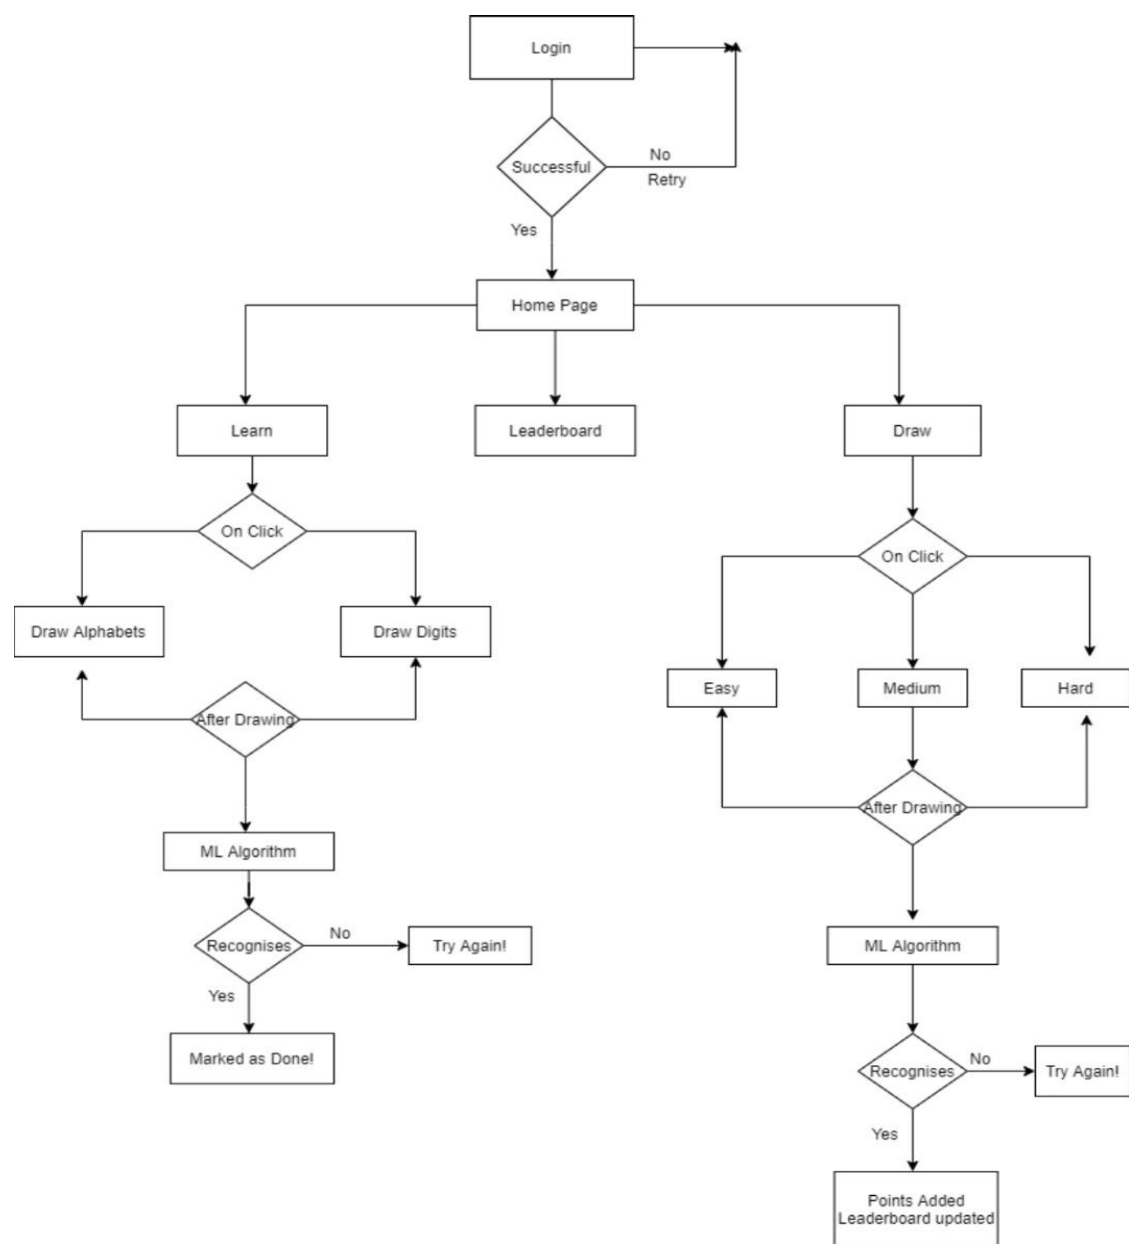 Login
Successful
No
Retry
Yes
Home Page
Learn
Leaderboard
Draw
On Click
On Click
Draw Alphabets
Draw Digits
Easy
Medium
Hard
After Drawing
After Drawing
ML Algorithm
Recognises
No
Try Again!
Yes
Marked as Done!
ML Algorithm
Recognises
No
Try Again!
Yes
Points Added
Leaderboard updated